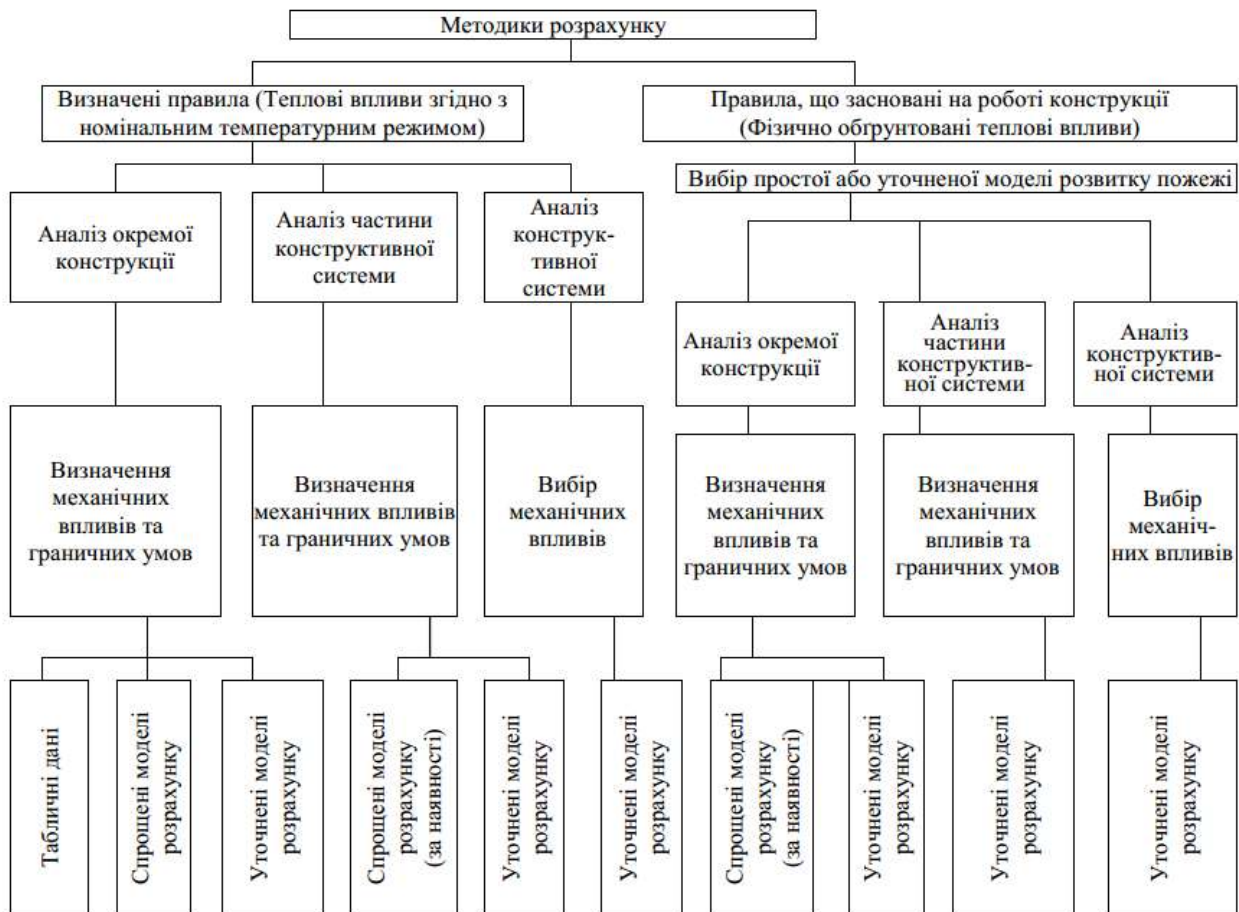 Методики розрахунку
Визначені правила (Теплові впливи згідно з
номінальним температурним режимом)
Правила, що засновані на роботі конструкції
(Фізично обґрунтовані теплові впливи)
Вибір простої або уточненої моделі розвитку пожежі
Аналіз окремої
конструкції
Аналіз частини
конструктивної
системи
Аналіз
конструк-
тивної
системи
Аналіз окремої
конструкції
Аналіз
частини
конструктив-
ної системи
Аналіз
конструктив-
ної системи
Визначення
механічних
впливів та
граничних умов
Визначення
механічних впливів
та граничних умов
Вибір
механічних
впливів
Визначення
механічних
впливів та
граничних умов
Визначення
механічних
впливів та
граничних умов
Вибір
механіч-
них впливів
Табличні дані
Спрощені моделі
розрахунку
Уточнені моделі
розрахунку
Спрощені моделі
розрахунку
(за наявності)
Уточнені моделі
розрахунку
Уточнені моделі
розрахунку
Спрощені моделі
розрахунку
(за наявності)
Уточнені моделі
розрахунку
Уточнені моделі
розрахунку
Уточнені моделі
розрахунку